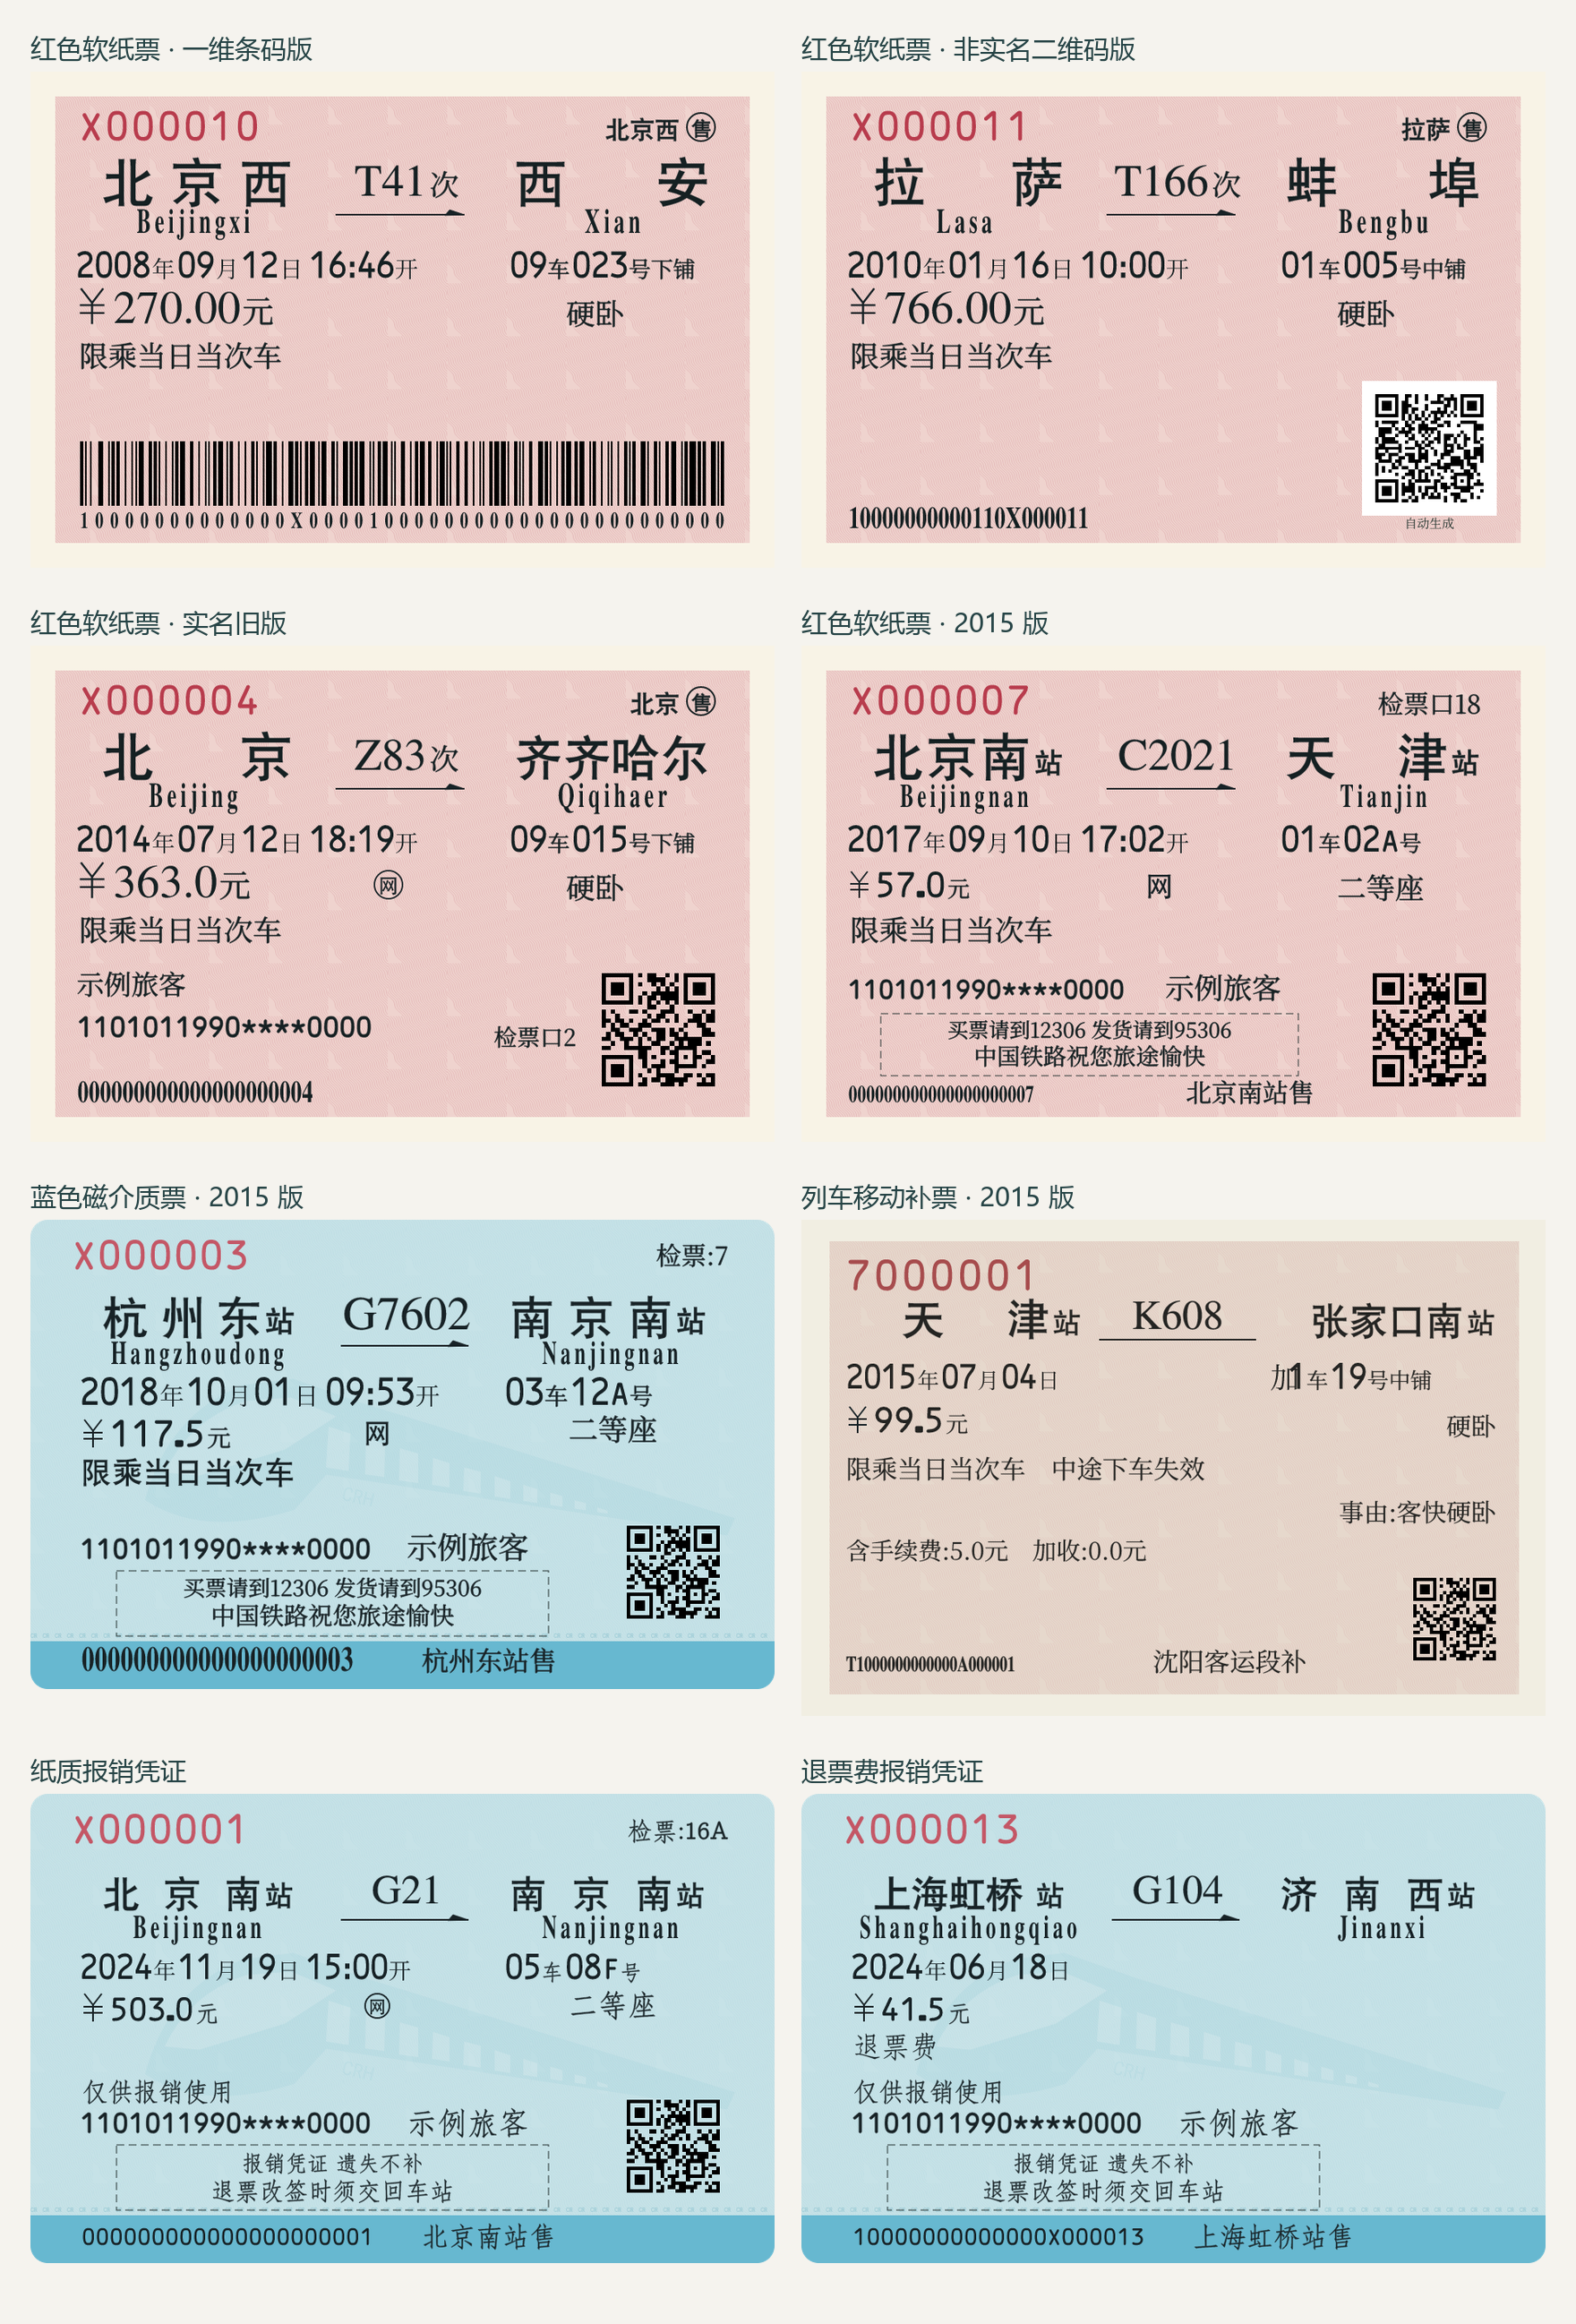 红色软纸票 · 一维条码版
X000010
北京西 售
北京西 T41次 西安
Beijingxi Xian
2008年09月12日 16:46开 09车023号下铺
¥270.00元 硬卧
限乘当日当次车
红色软纸票 · 非实名二维码版
X000011
拉萨 售
拉萨 T166次 蚌埠
Lasa Bengbu
2010年01月16日 10:00开 01车005号中铺
¥766.00元 硬卧
限乘当日当次车
10000000000110X000011
自动生成
红色软纸票 · 实名旧版
X000004
北京 售
北京 Z83次 齐齐哈尔
Beijing Qiqihaer
2014年07月12日 18:19开 09车015号下铺
¥363.0元 网 硬卧
限乘当日当次车
示例旅客
1101011990****0000
检票口2
000000000000000000004
红色软纸票 · 2015 版
X000007
检票口18
北京南站 C2021 天津站
Beijingnan Tianjin
2017年09月10日 17:02开 01车02A号
¥57.0元 网 二等座
限乘当日当次车
1101011990****0000 示例旅客
买票请到12306 发货请到95306
中国铁路祝您旅途愉快
000000000000000000007 北京南站售
蓝色磁介质票 · 2015 版
X000003
检票:7
杭州东站 G7602 南京南站
Hangzhoudong Nanjingnan
2018年10月01日 09:53开 03车12A号
¥117.5元 网 二等座
限乘当日当次车
CRH
1101011990****0000 示例旅客
买票请到12306 发货请到95306
中国铁路祝您旅途愉快
000000000000000000003 杭州东站售
列车移动补票 · 2015 版
7000001
天津站 K608 张家口南站
2015年07月04日 加1车19号中铺
¥99.5元 硬卧
限乘当日当次车 中途下车失效
事由:客快硬卧
含手续费:5.0元 加收:0.0元
T1000000000000A000001 沈阳客运段补
纸质报销凭证
X000001
检票:16A
北京南站 G21 南京南站
Beijingnan Nanjingnan
2024年11月19日 15:00开 05车08F号
¥503.0元 网 二等座
CRH
仅供报销使用
1101011990****0000 示例旅客
报销凭证 遗失不补
退票改签时须交回车站
000000000000000000001 北京南站售
退票费报销凭证
X000013
上海虹桥 站 G104 济南西站
Shanghaihongqiao Jinanxi
2024年06月18日
¥41.5元
退票费
CRH
仅供报销使用
1101011990****0000 示例旅客
报销凭证 遗失不补
退票改签时须交回车站
10000000000000X000013 上海虹桥站售